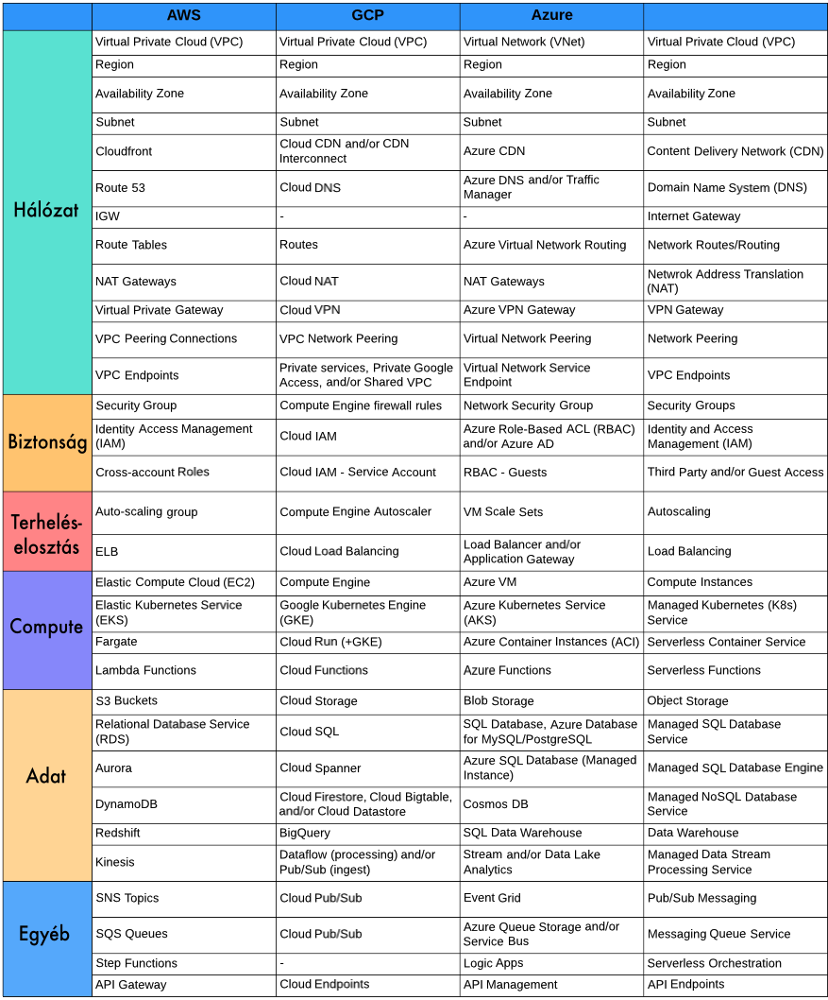 AWS GCP Azure
Hálózat
Virtual Private Cloud (VPC) Virtual Private Cloud (VPC) Virtual Network (VNet) Virtual Private Cloud (VPC)
Region Region Region Region
Availability Zone Availability Zone Availability Zone Availability Zone
Subnet Subnet Subnet Subnet
Cloudfront Cloud CDN and/or CDN Interconnect Azure CDN Content Delivery Network (CDN)
Route 53 Cloud DNS Azure DNS and/or Traffic Manager Domain Name System (DNS)
IGW - - Internet Gateway
Route Tables Routes Azure Virtual Network Routing Network Routes/Routing
NAT Gateways Cloud NAT NAT Gateways Netwrok Address Translation (NAT)
Virtual Private Gateway Cloud VPN Azure VPN Gateway VPN Gateway
VPC Peering Connections VPC Network Peering Virtual Network Peering Network Peering
VPC Endpoints Private services, Private Google Access, and/or Shared VPC Virtual Network Service Endpoint VPC Endpoints
Biztonság
Security Group Compute Engine firewall rules Network Security Group Security Groups
Identity Access Management (IAM) Cloud IAM Azure Role-Based ACL (RBAC) and/or Azure AD Identity and Access Management (IAM)
Cross-account Roles Cloud IAM - Service Account RBAC - Guests Third Party and/or Guest Access
Terhelés-
elosztás
Auto-scaling group Compute Engine Autoscaler VM Scale Sets Autoscaling
ELB Cloud Load Balancing Load Balancer and/or Application Gateway Load Balancing
Compute
Elastic Compute Cloud (EC2) Compute Engine Azure VM Compute Instances
Elastic Kubernetes Service (EKS) Google Kubernetes Engine (GKE) Azure Kubernetes Service (AKS) Managed Kubernetes (K8s) Service
Fargate Cloud Run (+GKE) Azure Container Instances (ACI) Serverless Container Service
Lambda Functions Cloud Functions Azure Functions Serverless Functions
Adat
S3 Buckets Cloud Storage Blob Storage Object Storage
Relational Database Service (RDS) Cloud SQL SQL Database, Azure Database for MySQL/PostgreSQL Managed SQL Database Service
Aurora Cloud Spanner Azure SQL Database (Managed Instance) Managed SQL Database Engine
DynamoDB Cloud Firestore, Cloud Bigtable, and/or Cloud Datastore Cosmos DB Managed NoSQL Database Service
Redshift BigQuery SQL Data Warehouse Data Warehouse
Kinesis Dataflow (processing) and/or Pub/Sub (ingest) Stream and/or Data Lake Analytics Managed Data Stream Processing Service
Egyéb
SNS Topics Cloud Pub/Sub Event Grid Pub/Sub Messaging
SQS Queues Cloud Pub/Sub Azure Queue Storage and/or Service Bus Messaging Queue Service
Step Functions - Logic Apps Serverless Orchestration
API Gateway Cloud Endpoints API Management API Endpoints